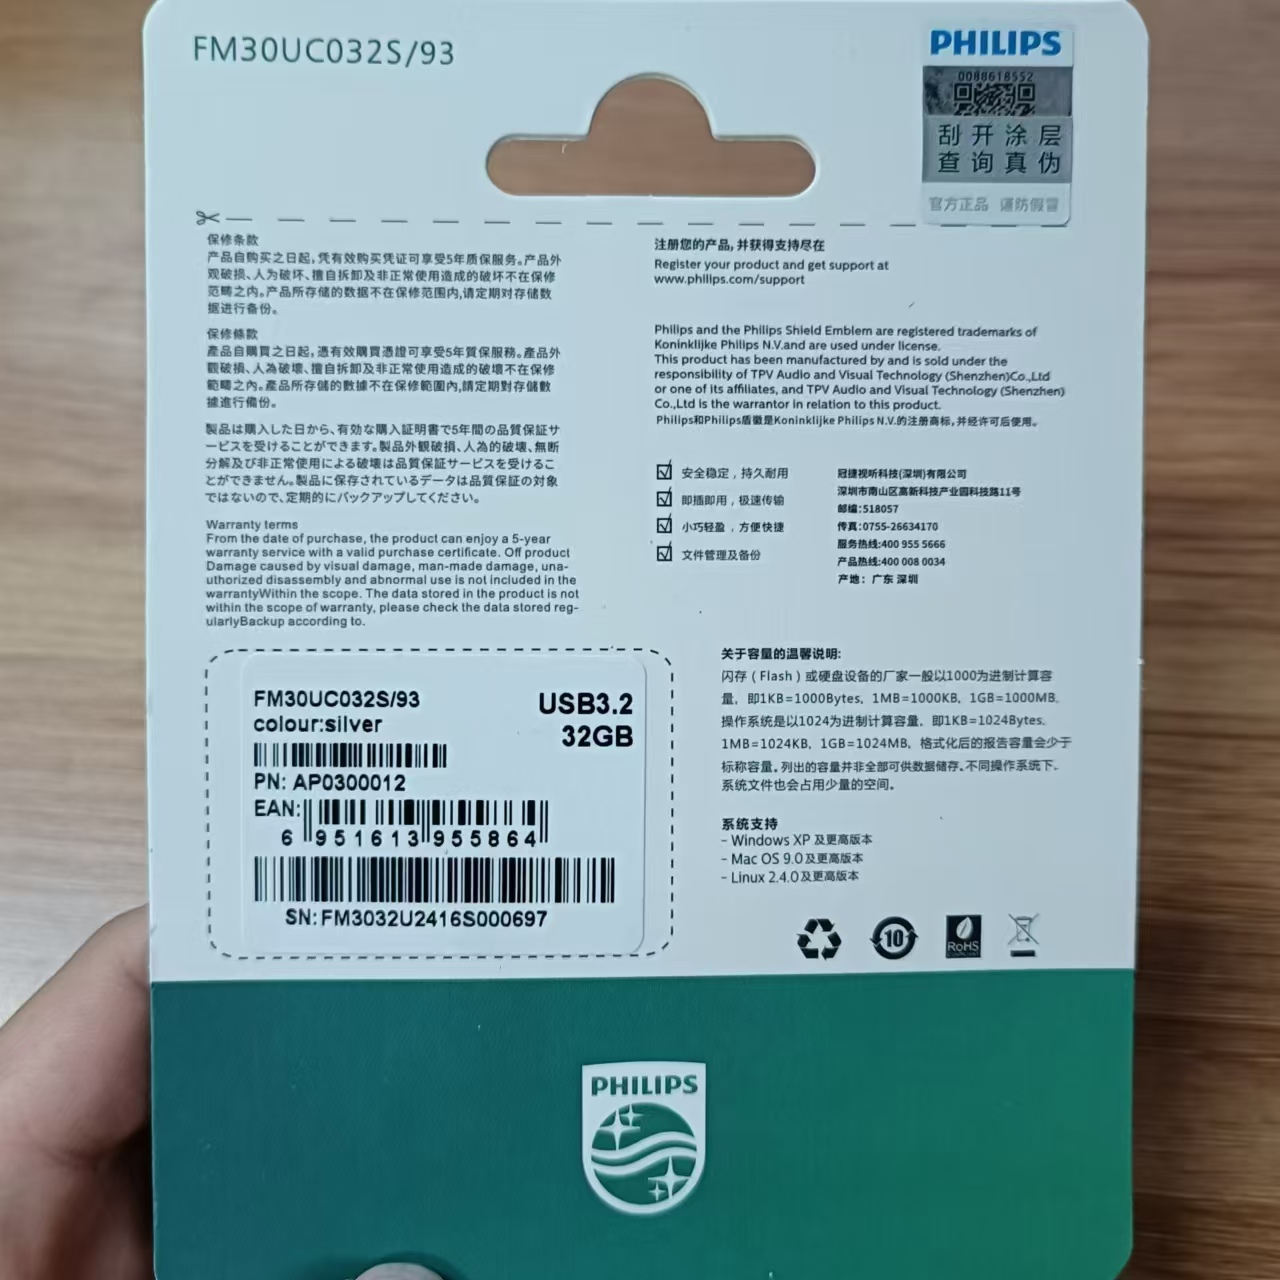 FM30UC032S/93
PHILIPS
0088618552
刮开涂层
查询真伪
官方正品 谨防假冒
保修条款
产品自购买之日起,凭有效购买凭证可享受5年质保服务。产品外
观破损、人为破坏、擅自拆卸及非正常使用造成的破坏不在保修
范畴之内。产品所存储的数据不在保修范围内,请定期对存储数
据进行备份。
保修條款
產品自購買之日起,憑有效購買憑證可享受5年質保服務。產品外
觀破損、人為破壞、擅自拆卸及非正常使用造成的破壞不在保修
範疇之內。產品所存儲的數據不在保修範圍內,請定期對存儲數
據進行備份。
製品は購入した日から、有効な購入証明書で5年間の品質保証サ
ービスを受けることができます。製品外観破損、人為的破壊、無断
分解及び非正常使用による破壊は品質保証サービスを受けるこ
とができません。製品に保存されているデータは品質保証の対象
ではないので、定期的にバックアップしてください。
Warranty terms
From the date of purchase, the product can enjoy a 5-year
warranty service with a valid purchase certificate. Off product
Damage caused by visual damage, man-made damage, una-
uthorized disassembly and abnormal use is not included in the
warrantyWithin the scope. The data stored in the product is not
within the scope of warranty, please check the data stored reg-
ularlyBackup according to.
注册您的产品,并获得支持尽在
Register your product and get support at
www.philips.com/support
Philips and the Philips Shield Emblem are registered trademarks of
Koninklijke Philips N.V.and are used under license.
This product has been manufactured by and is sold under the
responsibility of TPV Audio and Visual Technology (Shenzhen)Co.,Ltd
or one of its affiliates, and TPV Audio and Visual Technology (Shenzhen)
Co.,Ltd is the warrantor in relation to this product.
Philips和Philips盾徽是Koninklijke Philips N.V.的注册商标,并经许可后使用。
安全稳定，持久耐用
即插即用，极速传输
小巧轻盈，方便快捷
文件管理及备份
冠捷视听科技(深圳)有限公司
深圳市南山区高新科技产业园科技路11号
邮编:518057
传真:0755-26634170
服务热线:400 955 5666
产品热线:400 008 0034
产地：广东 深圳
关于容量的温馨说明:
闪存（Flash）或硬盘设备的厂家一般以1000为进制计算容
量，即1KB=1000Bytes，1MB=1000KB，1GB=1000MB.
操作系统是以1024为进制计算容量，即1KB=1024Bytes.
1MB=1024KB，1GB=1024MB，格式化后的报告容量会少于
标称容量。列出的容量并非全部可供数据储存。不同操作系统下.
系统文件也会占用少量的空间。
系统支持
- Windows XP 及更高版本
- Mac OS 9.0及更高版本
- Linux 2.4.0及更高版本
FM30UC032S/93
colour:silver
USB3.2
32GB
PN: AP0300012
EAN:
6 951613 955864
SN:FM3032U2416S000697
10
RoHS
PHILIPS